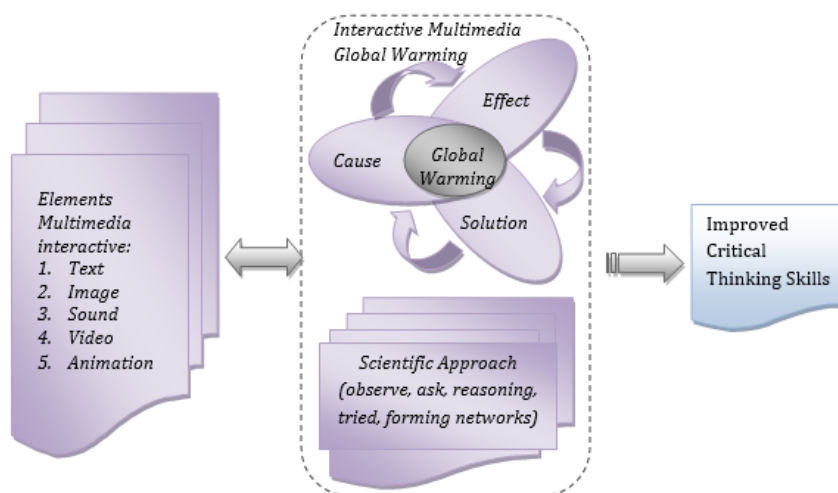 Elements
Multimedia
interactive:
1. Text
2. Image
3. Sound
4. Video
5. Animation
Interactive Multimedia
Global Warming
Effect
Cause
Global
Warming
Solution
Scientific Approach
(observe, ask, reasoning,
tried, forming networks)
Improved
Critical
Thinking Skills